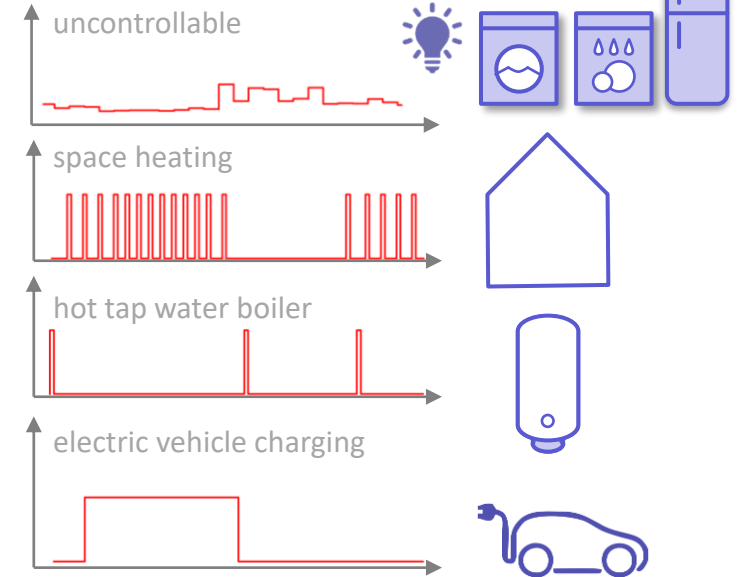 uncontrollable
space heating
hot tap water boiler
electric vehicle charging